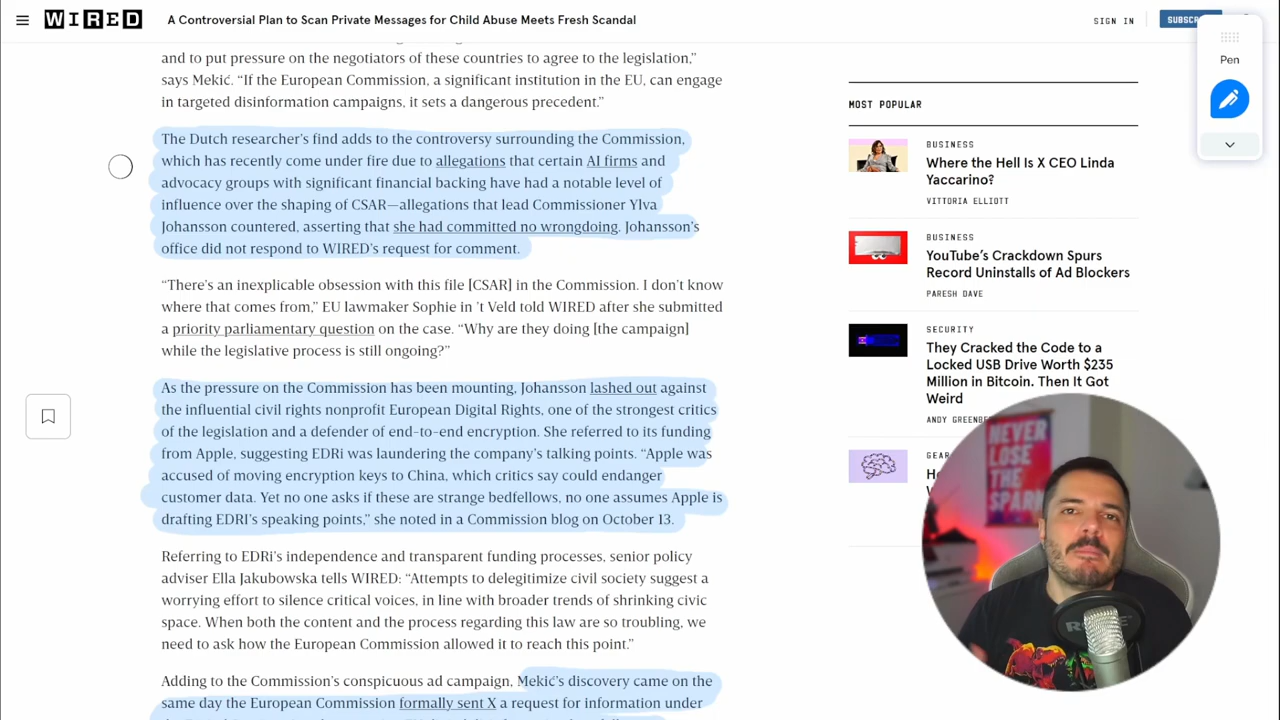 WIRED
A Controversial Plan to Scan Private Messages for Child Abuse Meets Fresh Scandal
SIGN IN
Pen
and to put pressure on the negotiators of these countries to agree to the legislation,”
says Mekić. “If the European Commission, a significant institution in the EU, can engage
in targeted disinformation campaigns, it sets a dangerous precedent.”
The Dutch researcher’s find adds to the controversy surrounding the Commission,
which has recently come under fire due to allegations that certain AI firms and
advocacy groups with significant financial backing have had a notable level of
influence over the shaping of CSAR—allegations that lead Commissioner Ylva
Johansson countered, asserting that she had committed no wrongdoing. Johansson’s
office did not respond to WIRED’s request for comment.
“There’s an inexplicable obsession with this file [CSAR] in the Commission. I don’t know
where that comes from,” EU lawmaker Sophie in ’t Veld told WIRED after she submitted
a priority parliamentary question on the case. “Why are they doing [the campaign]
while the legislative process is still ongoing?”
As the pressure on the Commission has been mounting, Johansson lashed out against
the influential civil rights nonprofit European Digital Rights, one of the strongest critics
of the legislation and a defender of end-to-end encryption. She referred to its funding
from Apple, suggesting EDRi was laundering the company’s talking points. “Apple was
accused of moving encryption keys to China, which critics say could endanger
customer data. Yet no one asks if these are strange bedfellows, no one assumes Apple is
drafting EDRI’s speaking points,” she noted in a Commission blog on October 13.
Referring to EDRi’s independence and transparent funding processes, senior policy
adviser Ella Jakubowska tells WIRED: “Attempts to delegitimize civil society suggest a
worrying effort to silence critical voices, in line with broader trends of shrinking civic
space. When both the content and the process regarding this law are so troubling, we
need to ask how the European Commission allowed it to reach this point.”
Adding to the Commission’s conspicuous ad campaign, Mekić’s discovery came on the
same day the European Commission formally sent X a request for information under
MOST POPULAR
BUSINESS
Where the Hell Is X CEO Linda
Yaccarino?
VITTORIA ELLIOTT
BUSINESS
YouTube’s Crackdown Spurs
Record Uninstalls of Ad Blockers
PARESH DAVE
SECURITY
They Cracked the Code to a
Locked USB Drive Worth $235
Million in Bitcoin. Then It Got
Weird
ANDY
NEVER
LOSE
THE